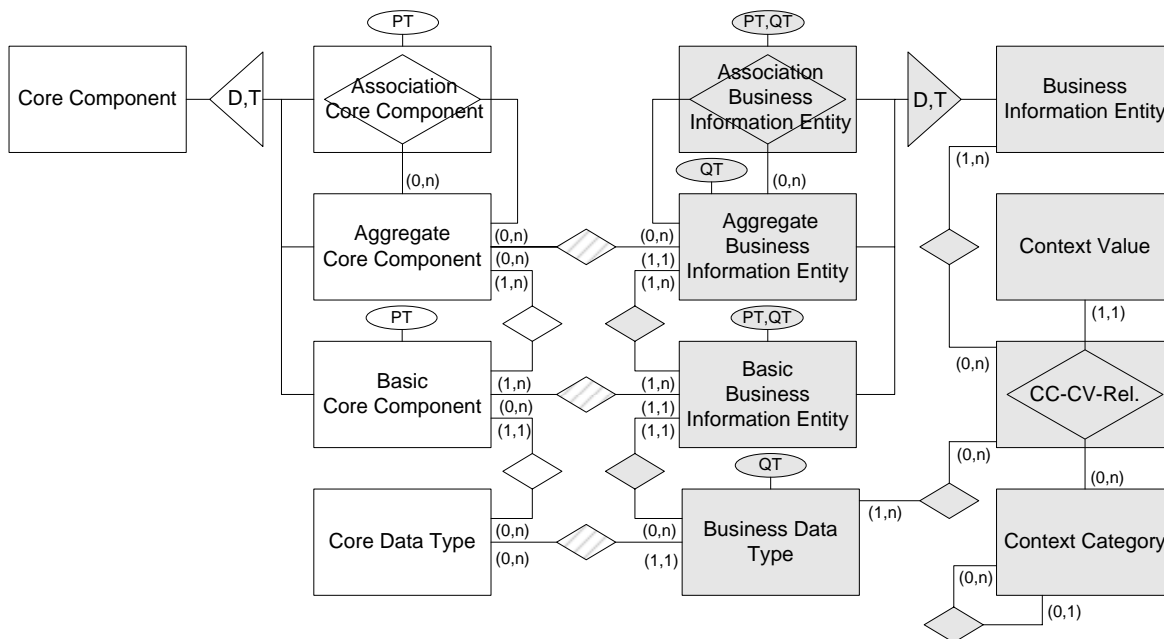 PT
PT,QT
Core Component
D,T
Association
Core Component
Association
Business
Information Entity
D,T
Business
Information Entity
(0,n)
(0,n)
(1,n)
QT
Aggregate
Core Component
(0,n)
(0,n)
(1,n)
(0,n)
(1,1)
(1,n)
Aggregate
Business
Information Entity
Context Value
(1,1)
PT
PT,QT
(0,n)
Basic
Core Component
(1,n)
(0,n)
(1,1)
(1,n)
(1,1)
(1,1)
Basic
Business
Information Entity
CC-CV-Rel.
(0,n)
QT
(0,n)
Core Data Type
(0,n)
(0,n)
(0,n)
(1,1)
Business Data
Type
(1,n)
Context Category
(0,n)
(0,1)